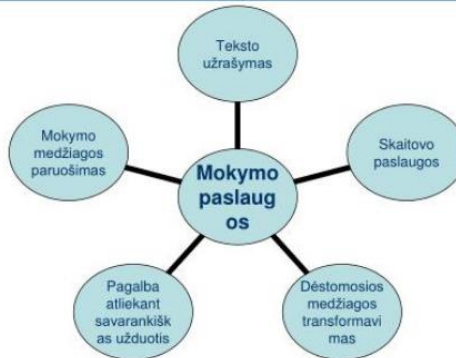 Teksto
užrašymas
Mokymo
medžiagos
paruošimas
Skaitovo
paslaugos
Mokymo
paslaug
os
Pagalba
atliekant
savarankišk
as užduotis
Dėstomosios
medžiagos
transformavi
mas